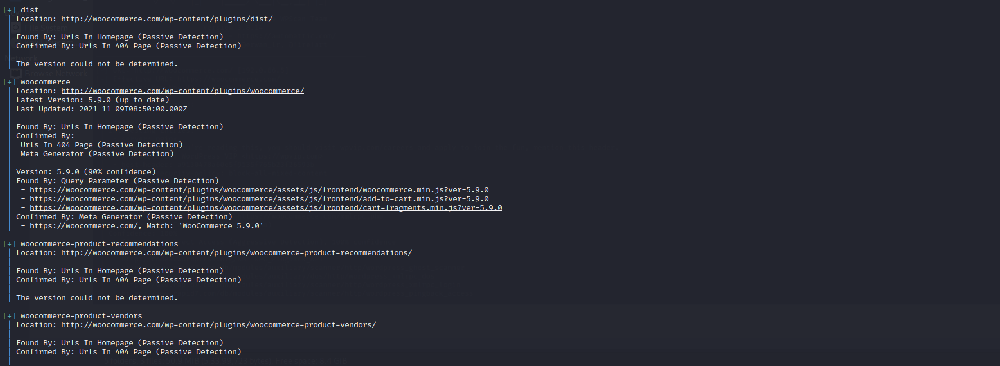 [+] dist
| Location: http://woocommerce.com/wp-content/plugins/dist/
File System
|
| Found By: Urls In Homepage (Passive Detection)
| Confirmed By: Urls In 404 Page (Passive Detection)
Network
|
| The version could not be determined.
Browse Network
[+] woocommerce
| Location: http://woocommerce.com/wp-content/plugins/woocommerce/
| Latest Version: 5.9.0 (up to date)
| Last Updated: 2021-11-09T08:50:00.000Z
|
| Found By: Urls In Homepage (Passive Detection)
| Confirmed By:
|  Urls In 404 Page (Passive Detection)
|  Meta Generator (Passive Detection)
|
| Version: 5.9.0 (90% confidence)
| Found By: Query Parameter (Passive Detection)
|  - https://woocommerce.com/wp-content/plugins/woocommerce/assets/js/frontend/woocommerce.min.js?ver=5.9.0
|  - https://woocommerce.com/wp-content/plugins/woocommerce/assets/js/frontend/add-to-cart.min.js?ver=5.9.0
|  - https://woocommerce.com/wp-content/plugins/woocommerce/assets/js/frontend/cart-fragments.min.js?ver=5.9.0
| Confirmed By: Meta Generator (Passive Detection)
|  - https://woocommerce.com/, Match: 'WooCommerce 5.9.0'
[+] woocommerce-product-recommendations
| Location: http://woocommerce.com/wp-content/plugins/woocommerce-product-recommendations/
|
| Found By: Urls In Homepage (Passive Detection)
| Confirmed By: Urls In 404 Page (Passive Detection)
|
| The version could not be determined.
[+] woocommerce-product-vendors
| Location: http://woocommerce.com/wp-content/plugins/woocommerce-product-vendors/
|
| Found By: Urls In Homepage (Passive Detection)
| Confirmed By: Urls In 404 Page (Passive Detection)
|